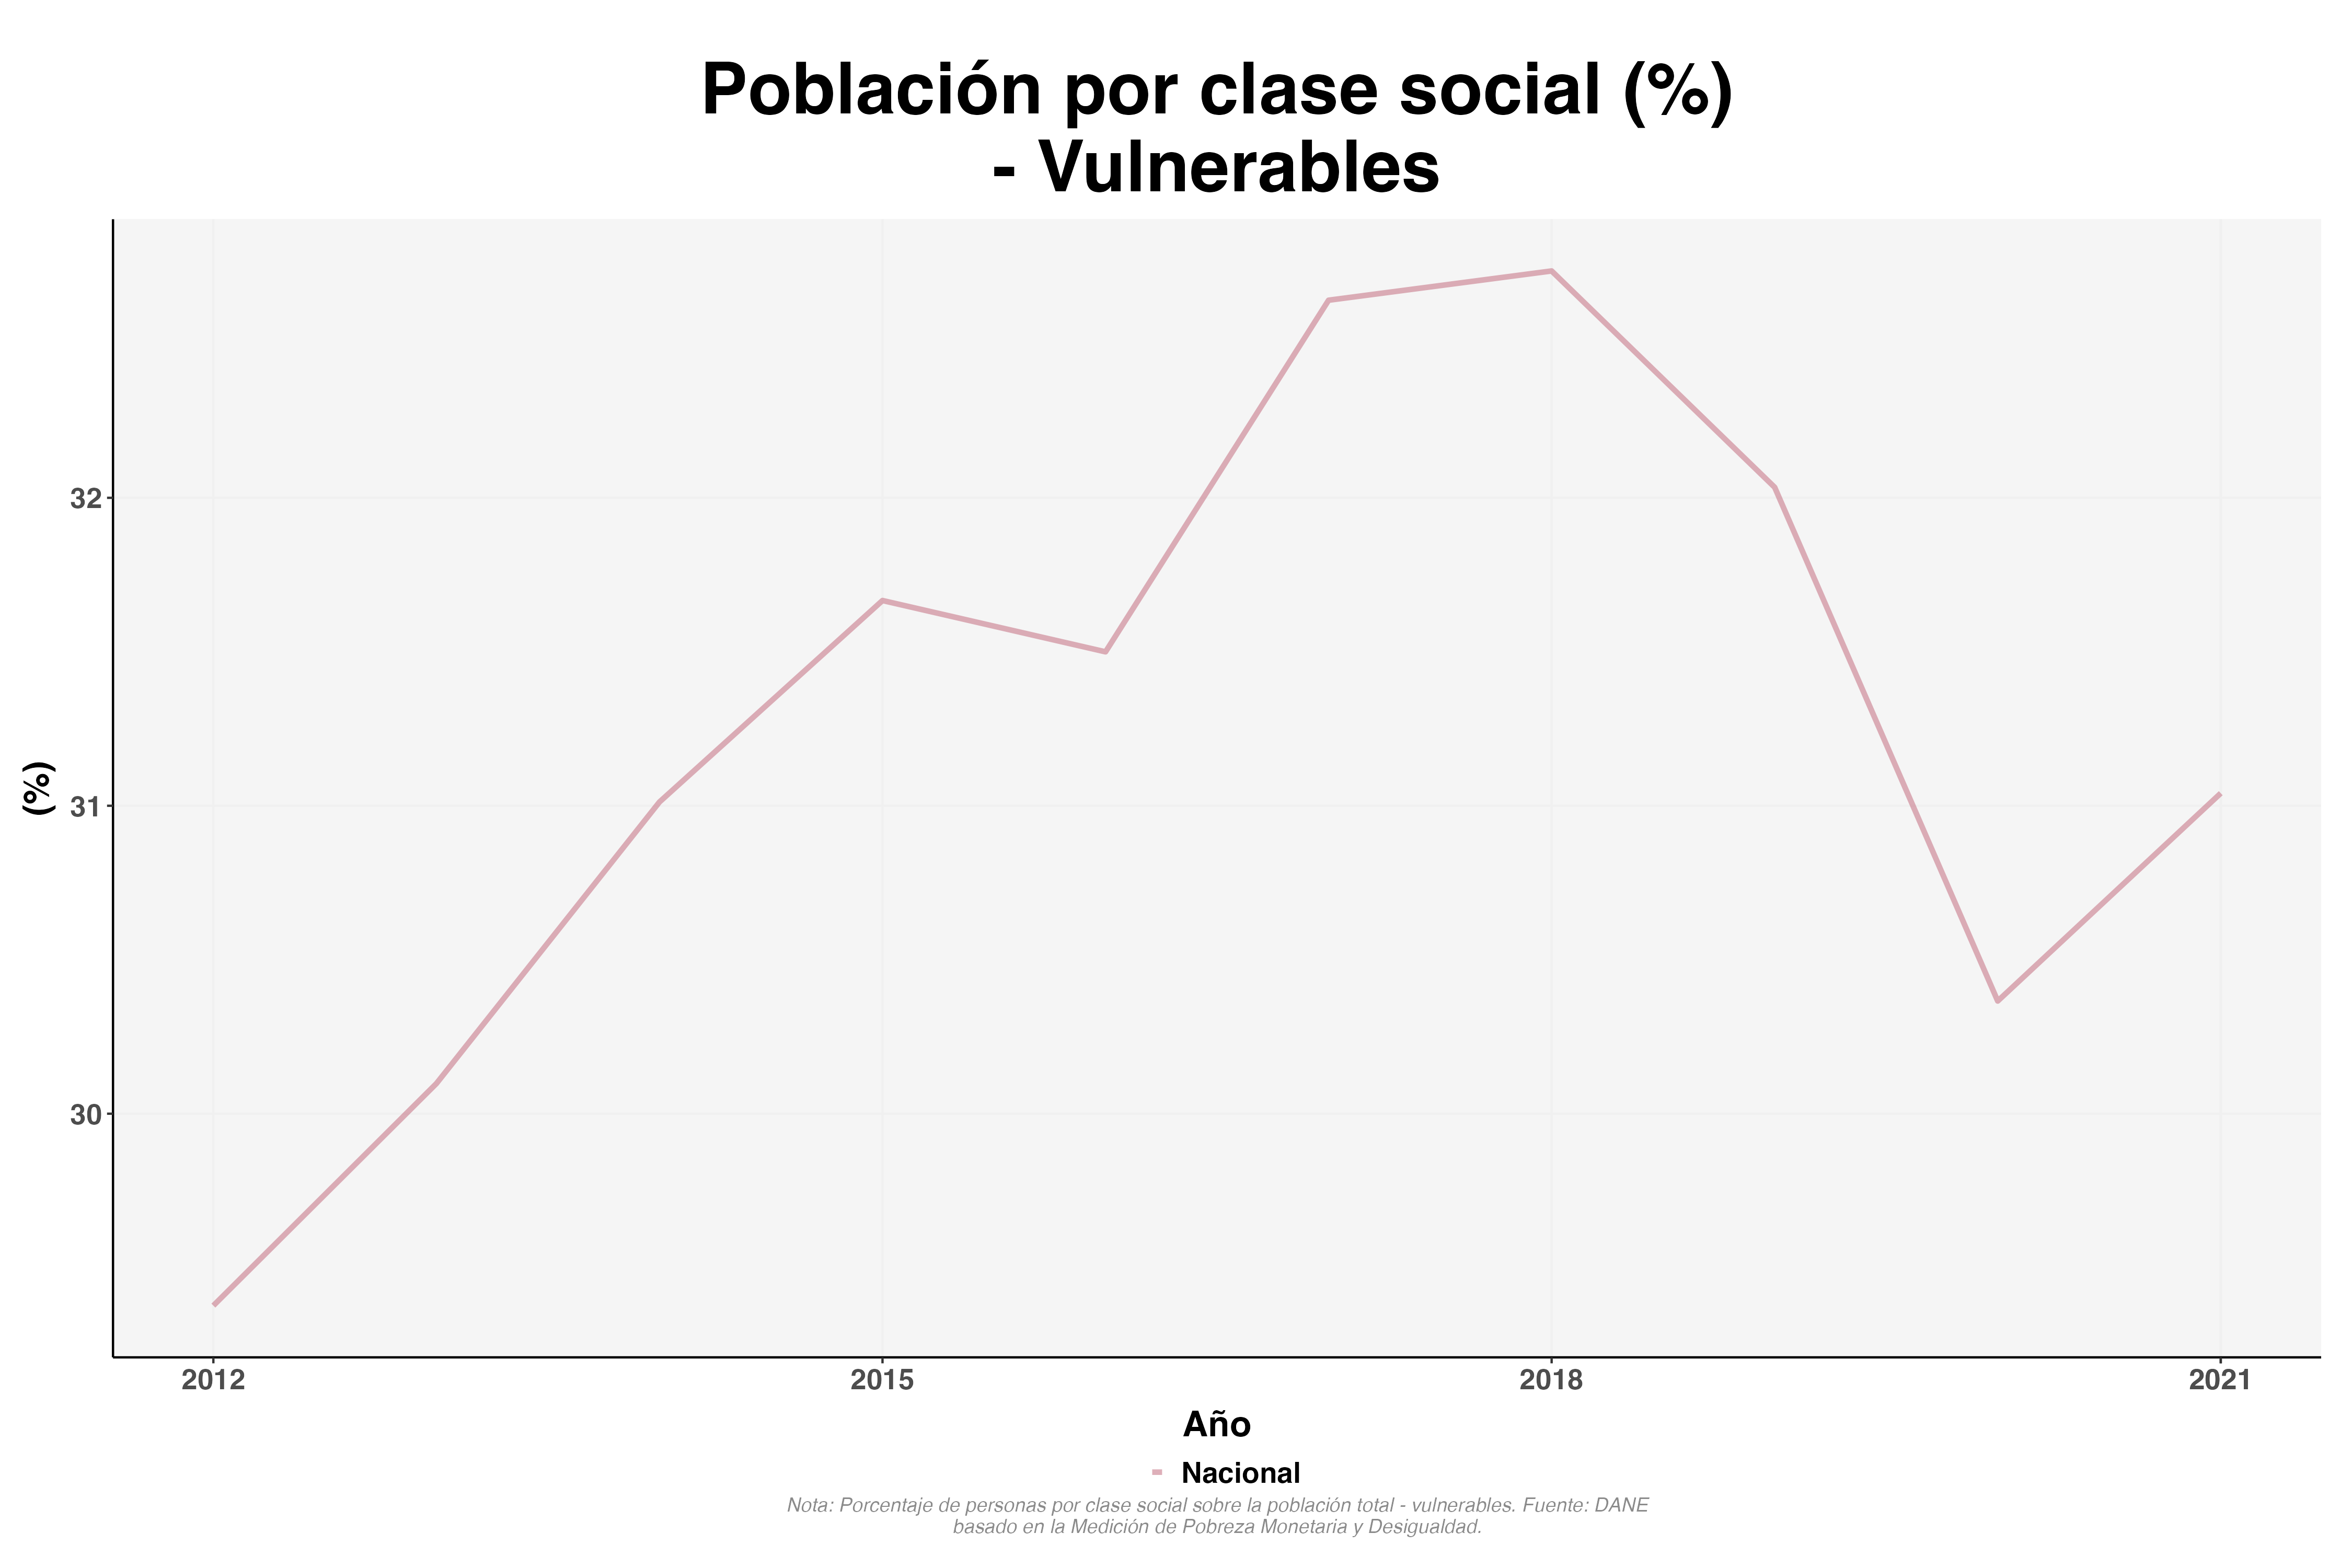 Población por clase social (%)
- Vulnerables
(%)
32
31
30
2012
2015
2018
2021
Año
Nacional
Nota: Porcentaje de personas por clase social sobre la población total - vulnerables. Fuente: DANE
basado en la Medición de Pobreza Monetaria y Desigualdad.